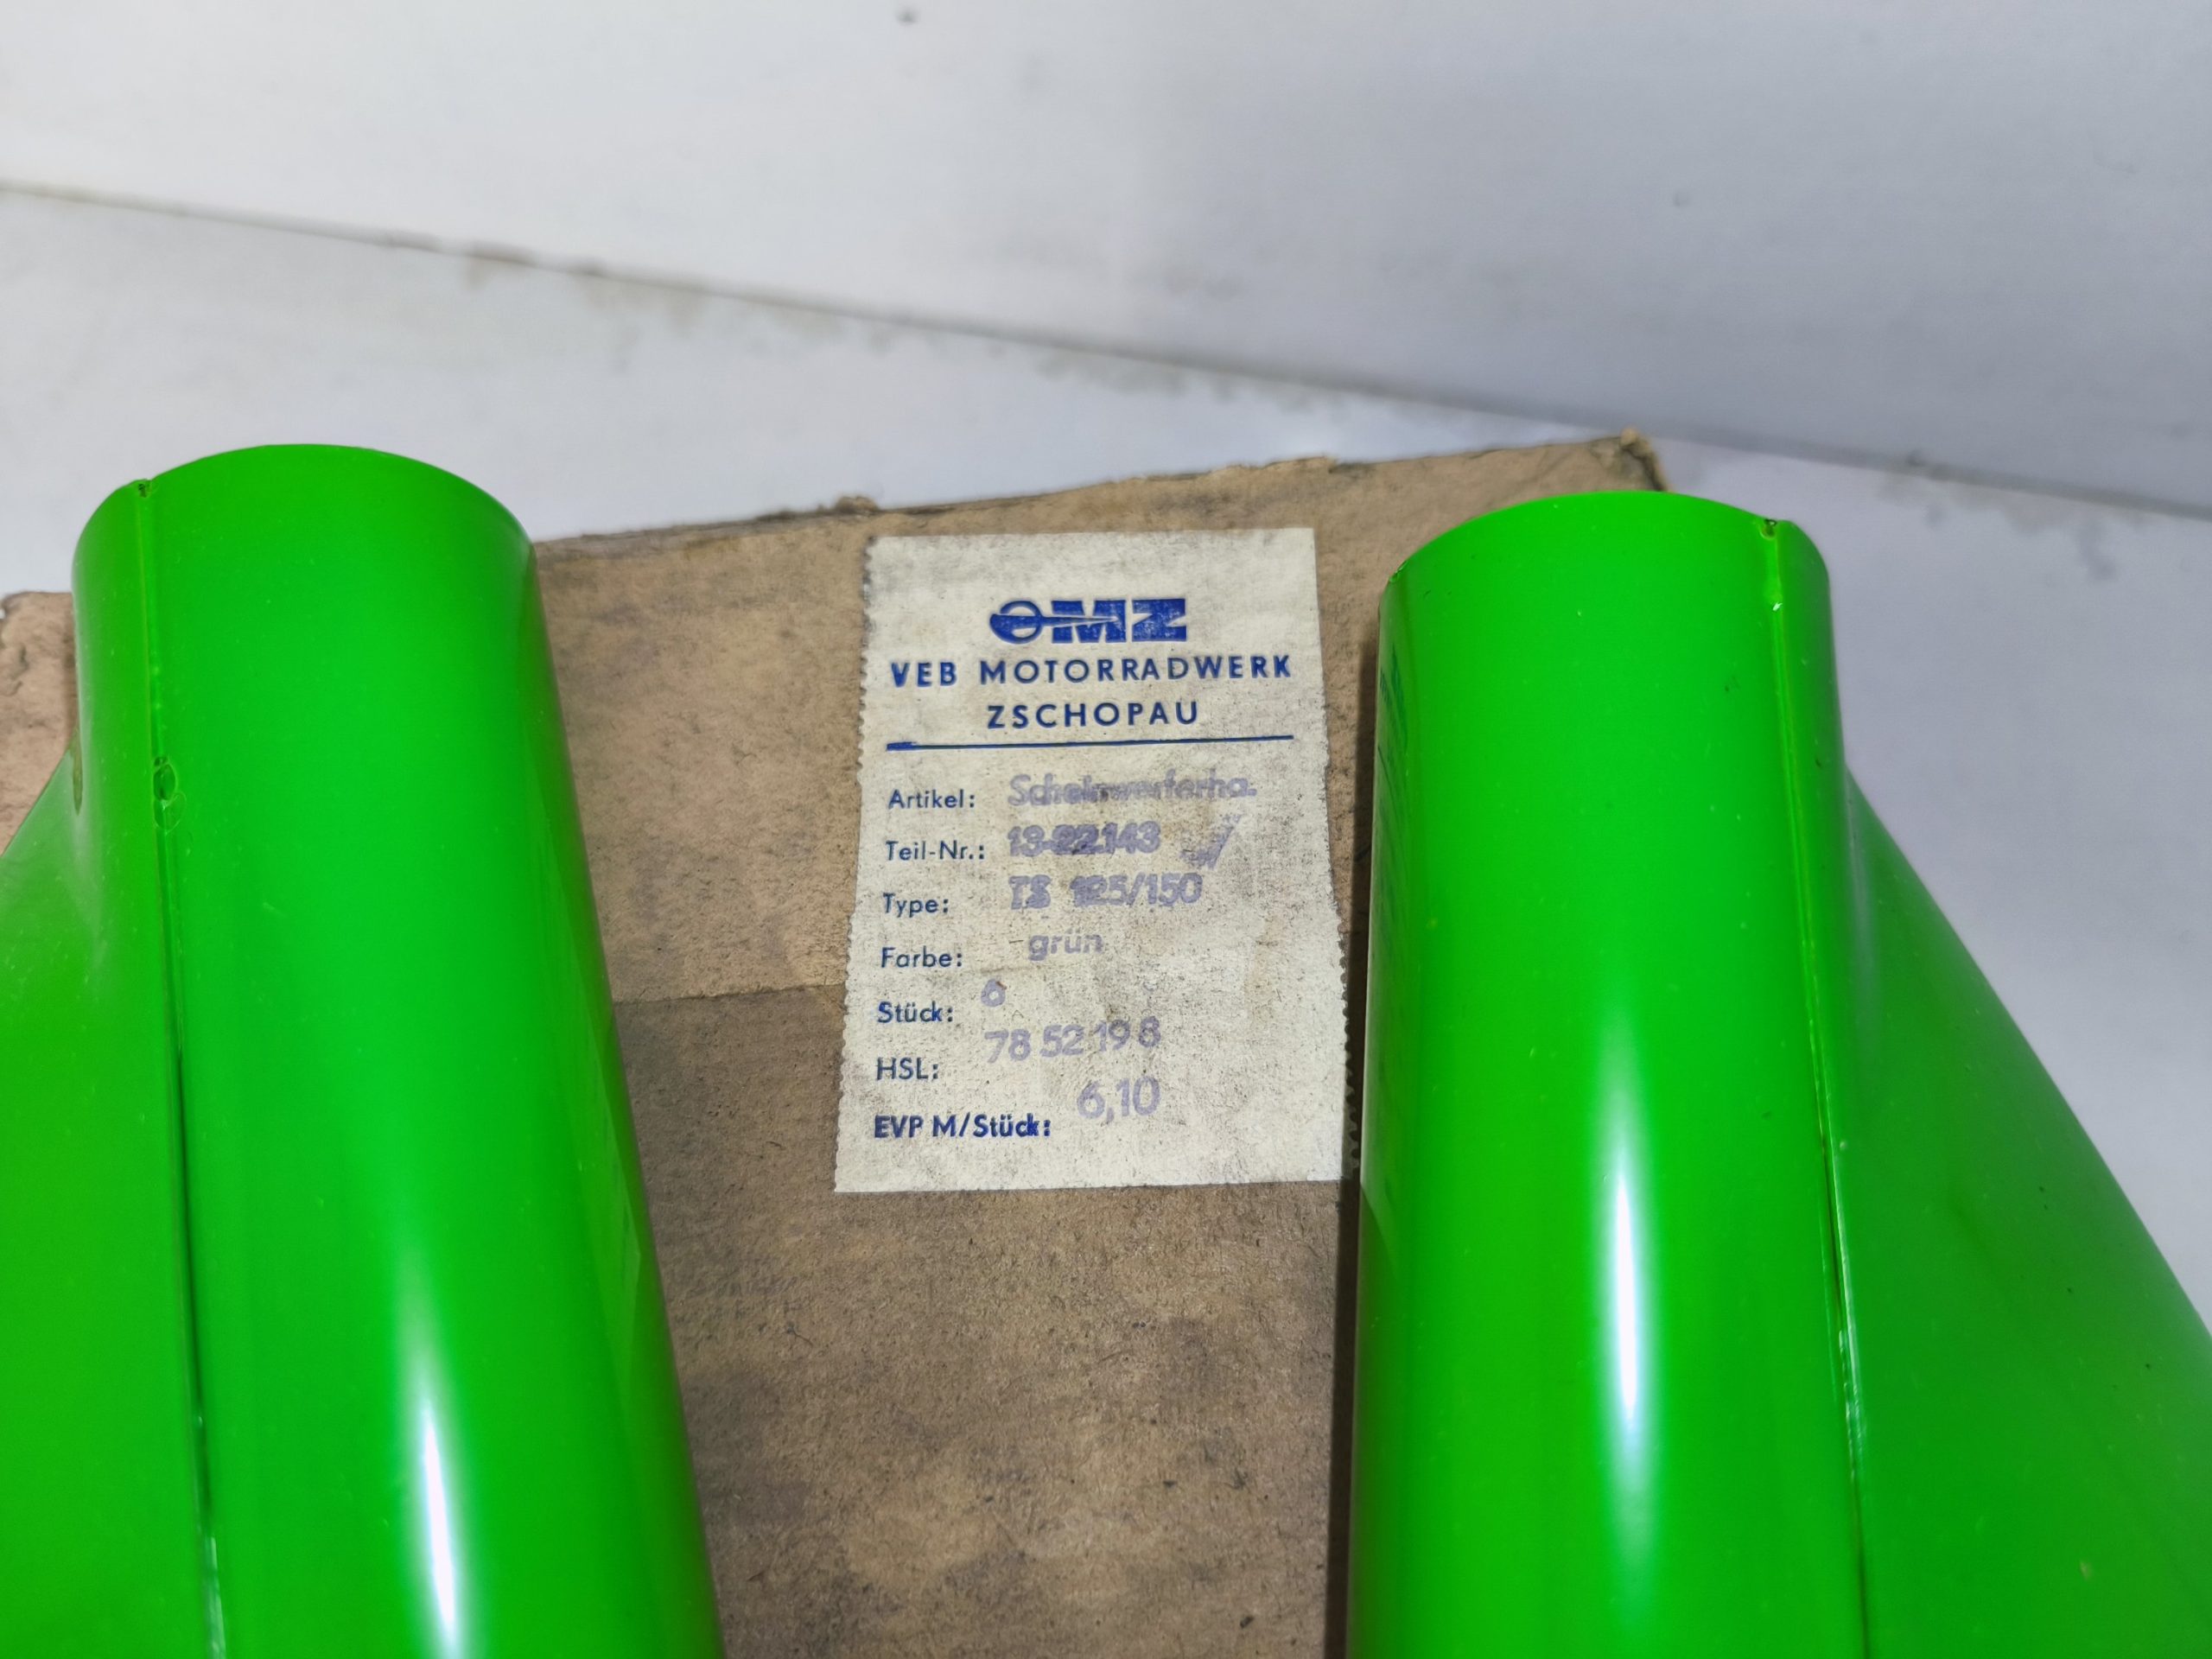 MZ
VEB MOTORRADWERK
ZSCHOPAU
Artikel: Scheinwerferha.
Teil-Nr.: 13-22.143
Type: TS 125/150
Farbe: grün
Stück: 6
HSL: 78 52 19 8
EVP M/Stück: 6,10